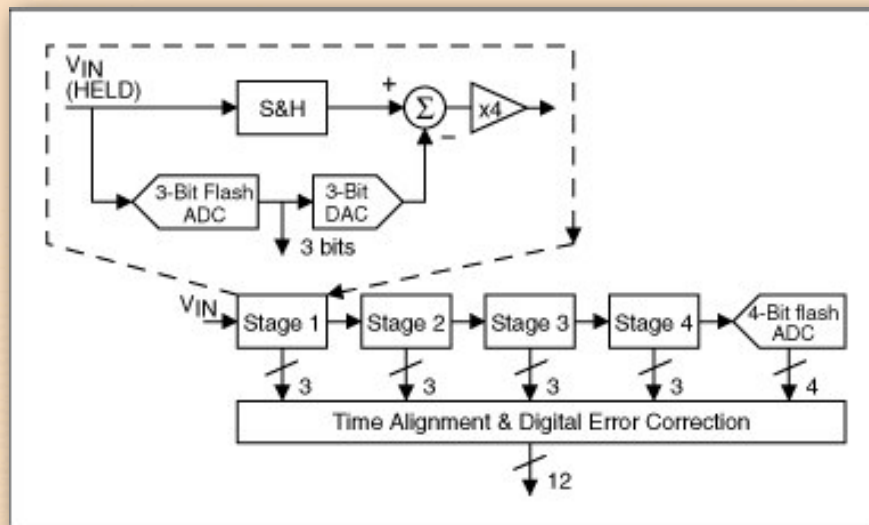 VIN
(HELD)
S&H
+
Σ
−
x4
3-Bit Flash
ADC
3-Bit
DAC
3 bits
VIN
Stage 1
Stage 2
Stage 3
Stage 4
4-Bit flash
ADC
3
3
3
3
4
Time Alignment & Digital Error Correction
12